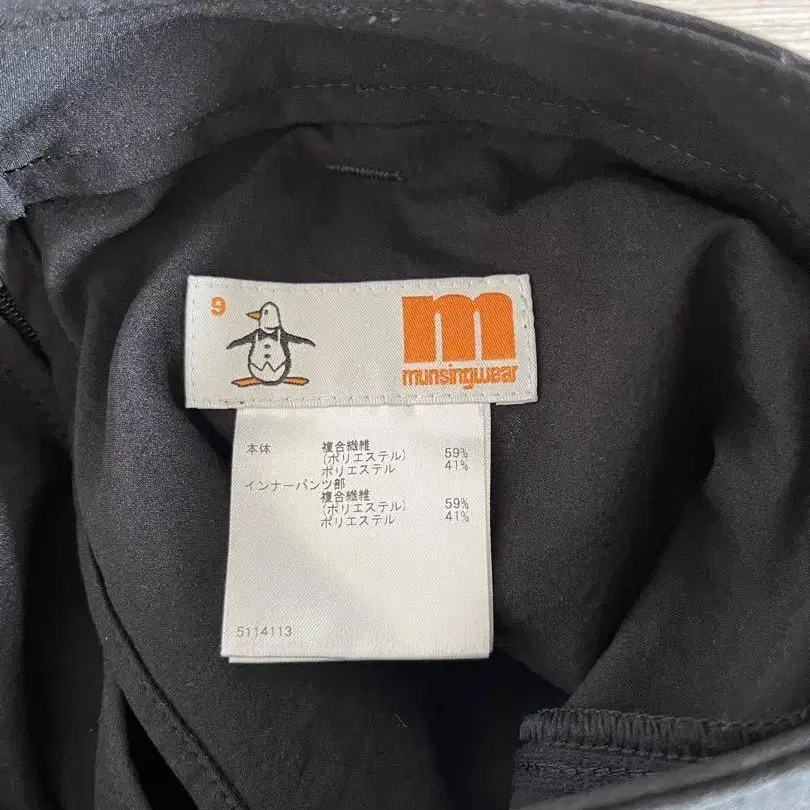 9
m
munsingwear
本体 複合繊維
(ポリエステル) 59%
ポリエステル 41%
インナーパンツ部
複合繊維
(ポリエステル) 59%
ポリエステル 41%
5114113